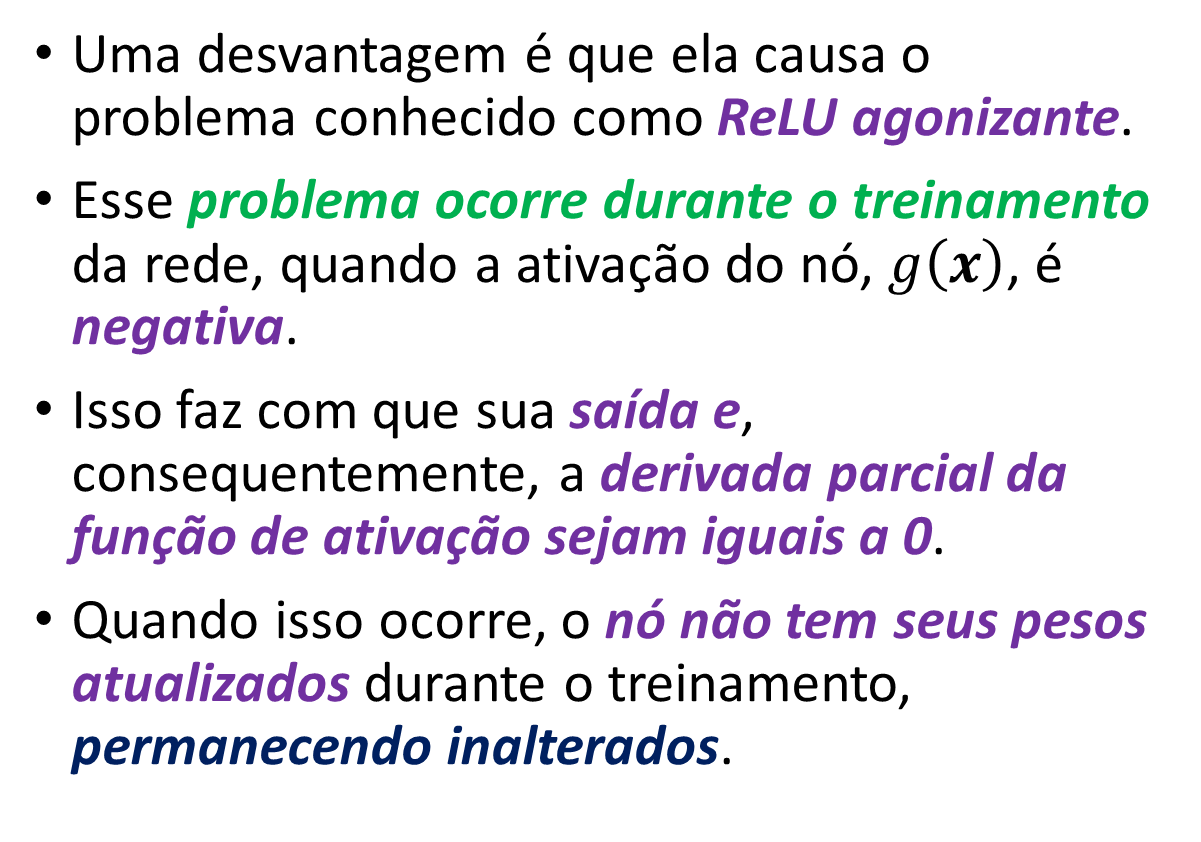 • Uma desvantagem é que ela causa o
problema conhecido como ReLU agonizante.
• Esse problema ocorre durante o treinamento
da rede, quando a ativação do nó, g(x), é
negativa.
• Isso faz com que sua saída e,
consequentemente, a derivada parcial da
função de ativação sejam iguais a 0.
• Quando isso ocorre, o nó não tem seus pesos
atualizados durante o treinamento,
permanecendo inalterados.